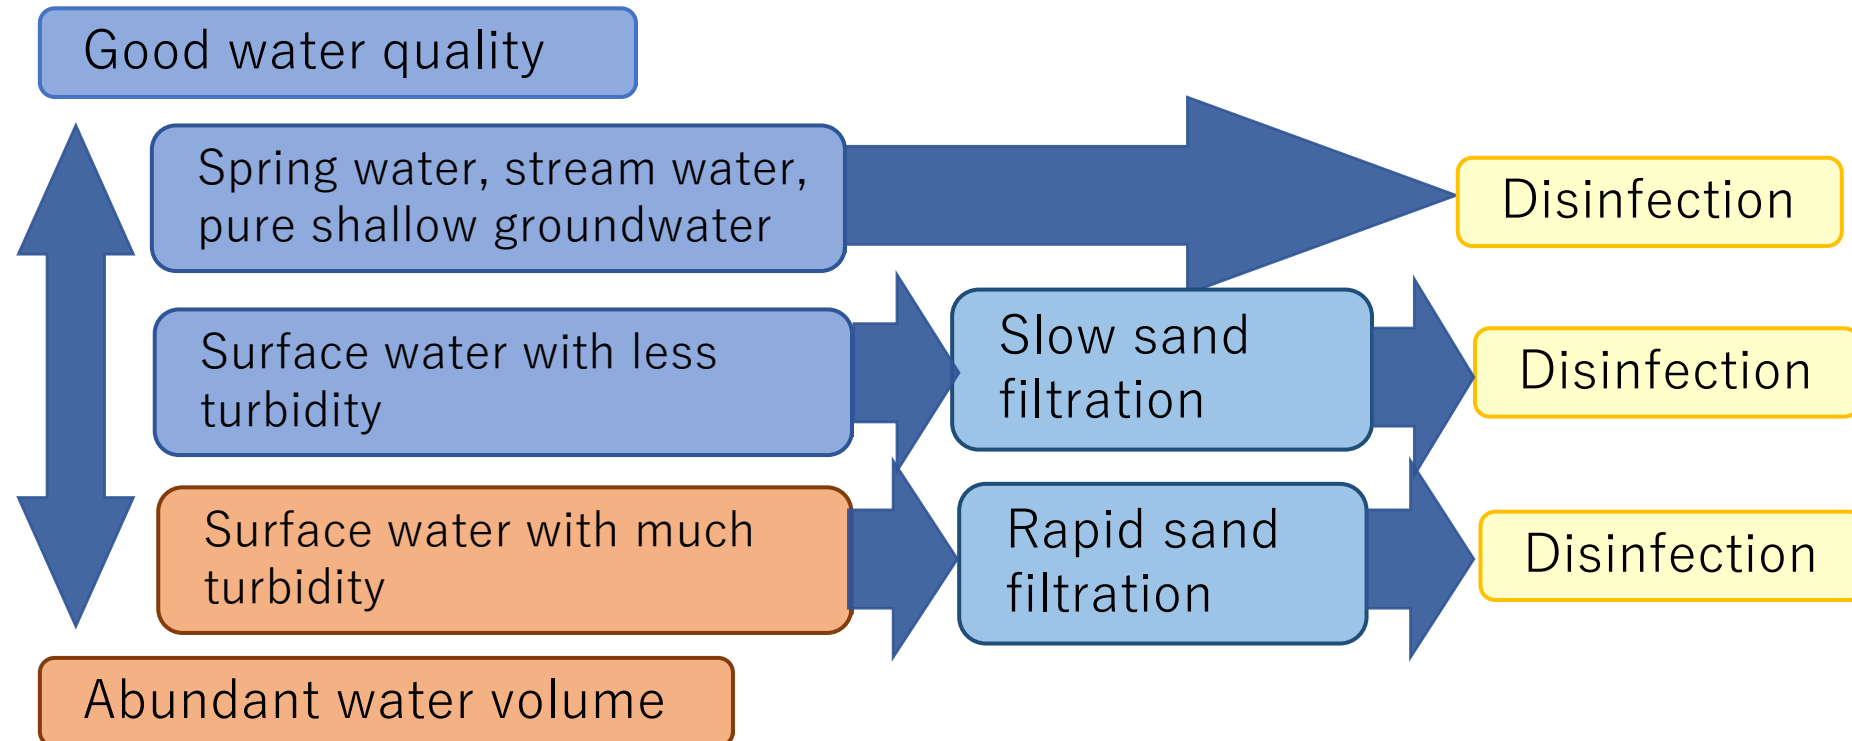 Good water quality
Spring water, stream water,
pure shallow groundwater
Disinfection
Surface water with less
turbidity
Slow sand
filtration
Disinfection
Surface water with much
turbidity
Rapid sand
filtration
Disinfection
Abundant water volume